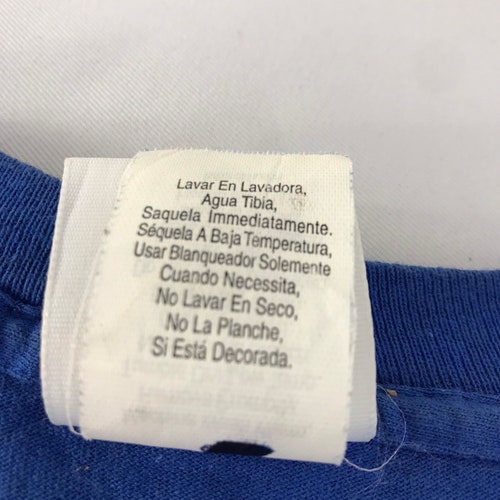 Lavar En Lavadora,
Agua Tibia,
Saquela Immediatamente.
Séquela A Baja Temperatura,
Usar Blanqueador Solemente
Cuando Necessita,
No Lavar En Seco,
No La Planche,
Si Está Decorada.